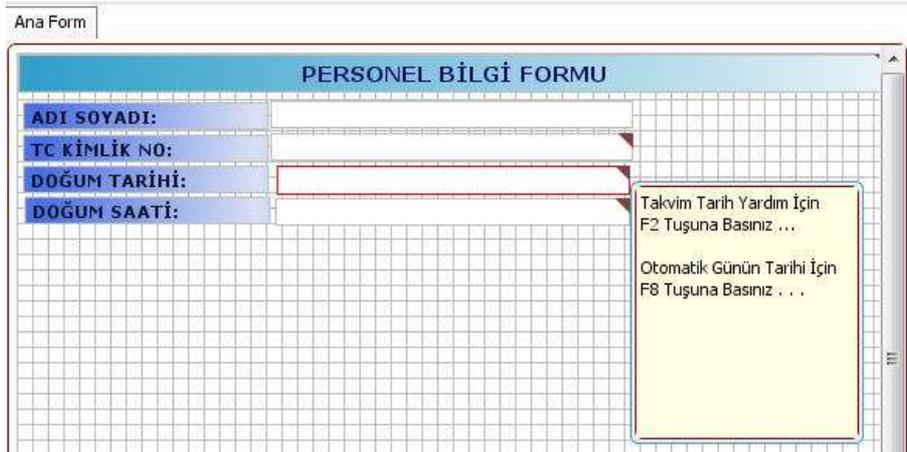 Ana Form
PERSONEL BİLGİ FORMU
ADI SOYADI:
TC KİMLİK NO:
DOĞUM TARİHİ:
DOĞUM SAATİ:
Takvim Tarih Yardım İçin
F2 Tuşuna Basınız ...
Otomatik Günün Tarihi İçin
F8 Tuşuna Basınız . . .